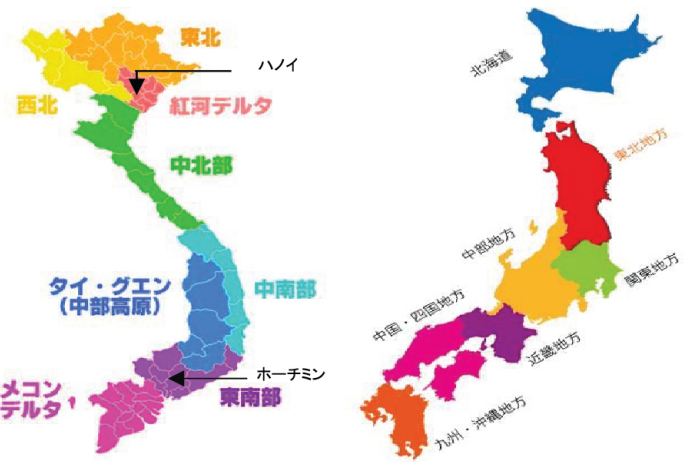 東北
ハノイ
西北
紅河デルタ
中北部
タイ・グエン
(中部高原)
中南部
ホーチミン
メコン
デルタ
東南部
北海道
東北地方
中部地方
関東地方
中国・四国地方
近畿地方
九州・沖縄地方